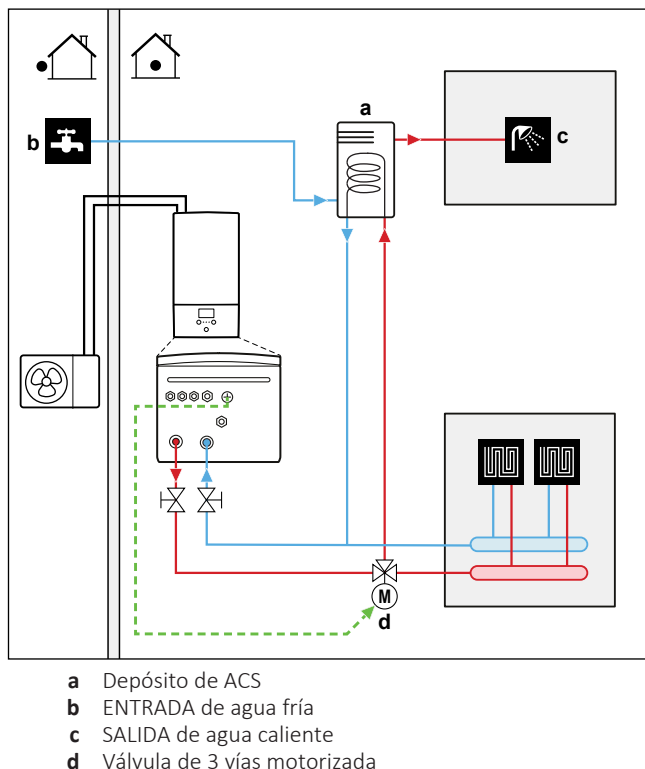 a
b
c
M
d
a Depósito de ACS
b ENTRADA de agua fría
c SALIDA de agua caliente
d Válvula de 3 vías motorizada